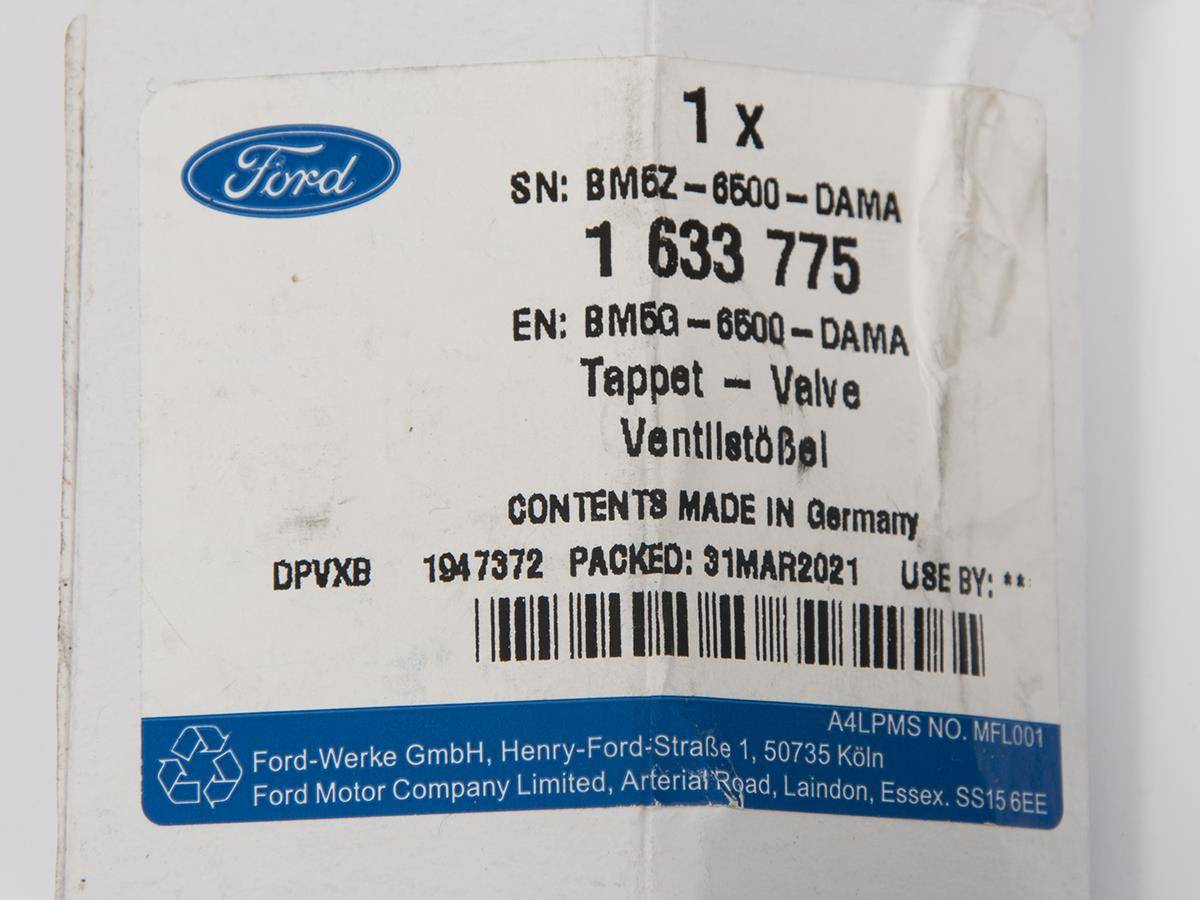 Ford
1 x
SN: BM5Z-6500-DAMA
1 633 775
EN: BM5G-6500-DAMA
Tappet - Valve
Ventilstößel
CONTENTS MADE IN Germany
DPVXB 1947372 PACKED: 31MAR2021 USE BY: **
A4LPMS NO. MFL001
Ford-Werke GmbH, Henry-Ford-Straße 1, 50735 Köln
Ford Motor Company Limited, Arterial Road, Laindon, Essex. SS15 6EE